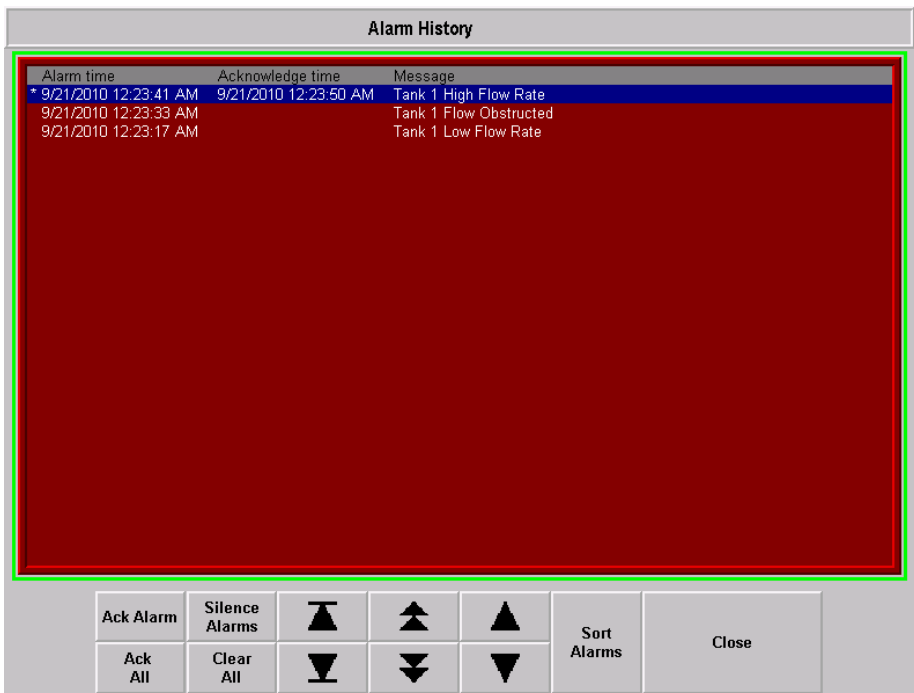 Alarm History
Alarm time Acknowledge time Message
* 9/21/2010 12:23:41 AM 9/21/2010 12:23:50 AM Tank 1 High Flow Rate
9/21/2010 12:23:33 AM Tank 1 Flow Obstructed
9/21/2010 12:23:17 AM Tank 1 Low Flow Rate
Ack Alarm
Silence
Alarms
Sort
Alarms
Close
Ack
All
Clear
All